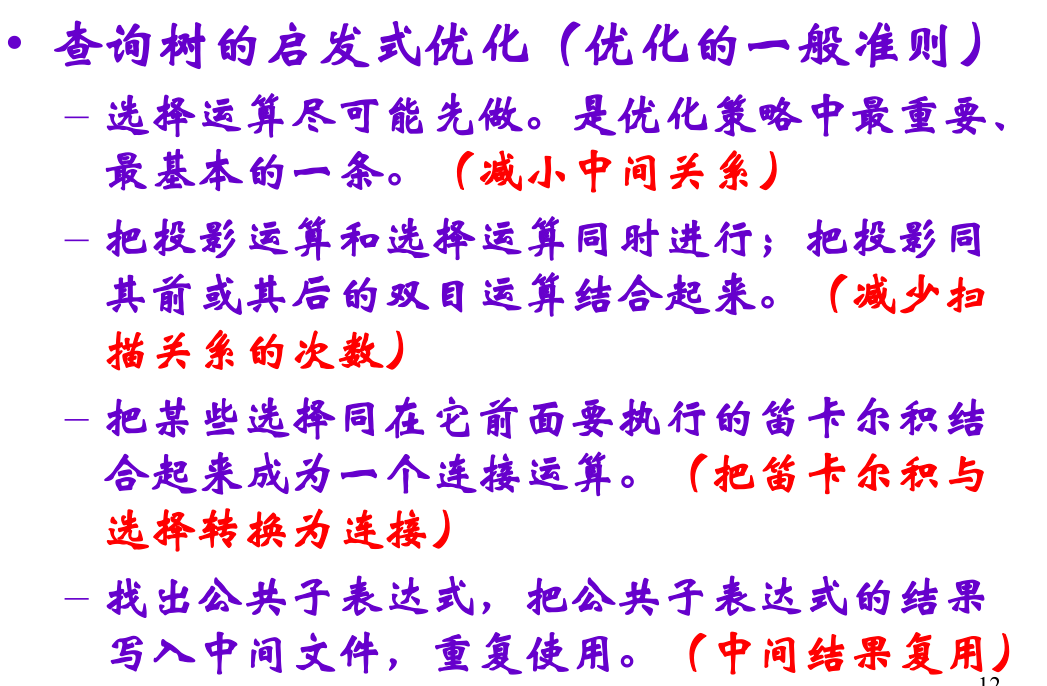 • 查询树的启发式优化（优化的一般准则）
– 选择运算尽可能先做。是优化策略中最重要、
最基本的一条。（减小中间关系）
– 把投影运算和选择运算同时进行；把投影同
其前或其后的双目运算结合起来。（减少扫
描关系的次数）
– 把某些选择同在它前面要执行的笛卡尔积结
合起来成为一个连接运算。（把笛卡尔积与
选择转换为连接）
– 找出公共子表达式，把公共子表达式的结果
写入中间文件，重复使用。（中间结果复用）
12